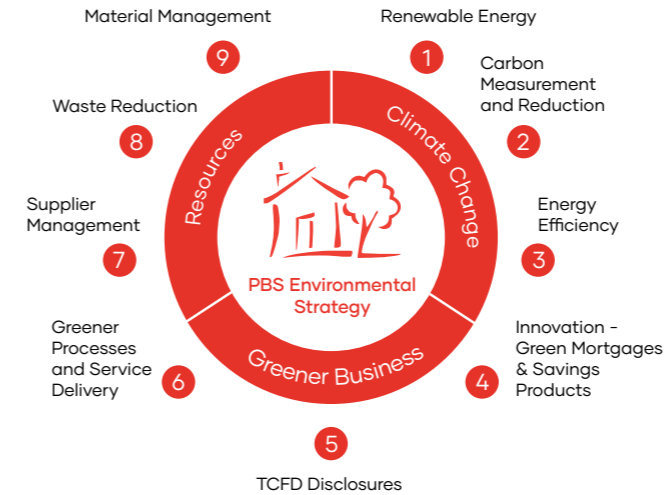 Material Management
9
Renewable Energy
1
Carbon
Measurement
and Reduction
2
Energy
Efficiency
3
Innovation -
Green Mortgages
& Savings
Products
4
TCFD Disclosures
5
Greener
Processes
and Service
Delivery
6
Supplier
Management
7
Waste Reduction
8
Resources
Climate Change
Greener Business
PBS Environmental
Strategy